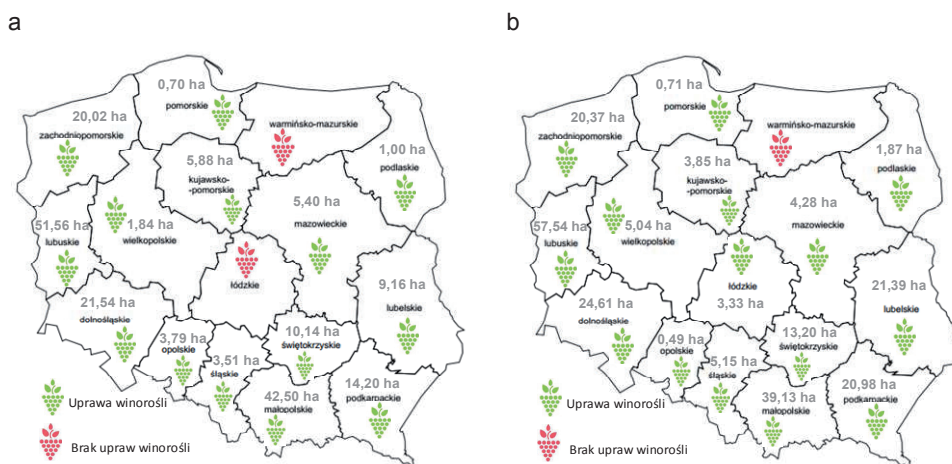 a
0,70 ha
pomorskie
20,02 ha
zachodniopomorskie
warmińsko-mazurskie
1,00 ha
podlaskie
5,88 ha
kujawsko-
-pomorskie
5,40 ha
mazowieckie
51,56 ha
lubuskie
1,84 ha
wielkopolskie
łódzkie
9,16 ha
lubelskie
21,54 ha
dolnośląskie
3,79 ha
opolskie
3,51 ha
śląskie
10,14 ha
świętokrzyskie
42,50 ha
małopolskie
14,20 ha
podkarpackie
Uprawa winorośli
Brak upraw winorośli
b
0,71 ha
pomorskie
20,37 ha
zachodniopomorskie
warmińsko-mazurskie
1,87 ha
podlaskie
3,85 ha
kujawsko-
-pomorskie
4,28 ha
mazowieckie
57,54 ha
lubuskie
5,04 ha
wielkopolskie
łódzkie
3,33 ha
21,39 ha
lubelskie
24,61 ha
dolnośląskie
0,49 ha
opolskie
5,15 ha
śląskie
13,20 ha
świętokrzyskie
39,13 ha
małopolskie
20,98 ha
podkarpackie
Uprawa winorośli
Brak upraw winorośli